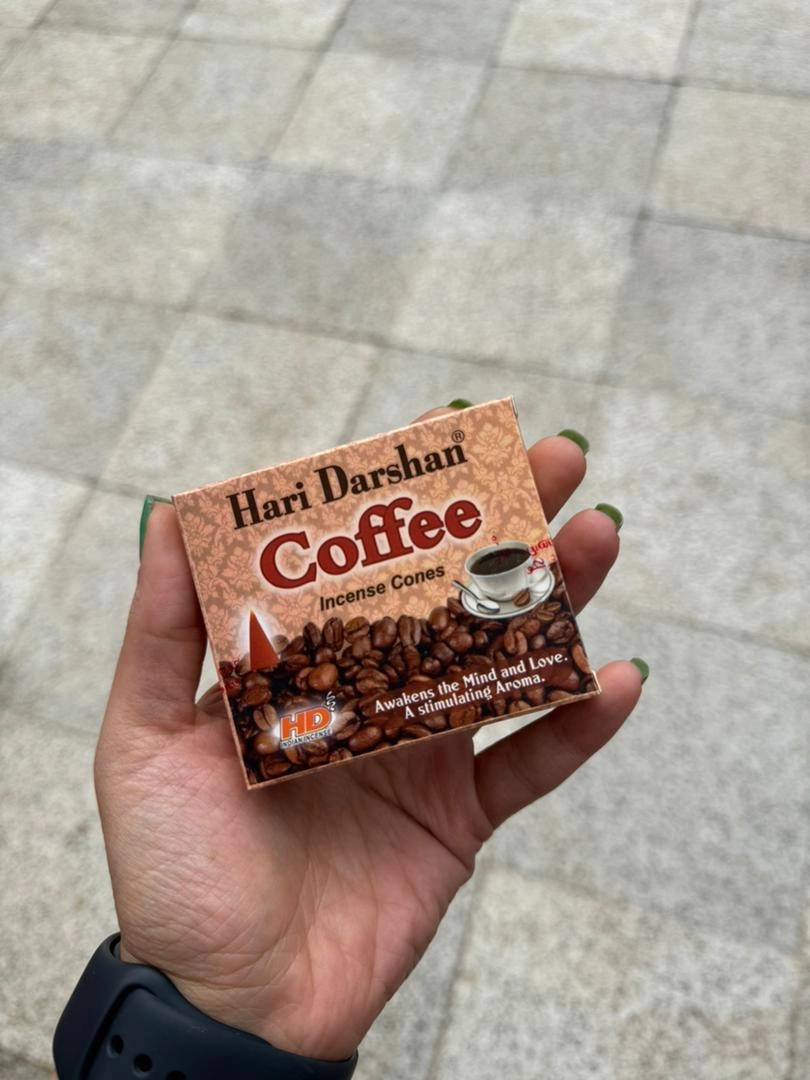 Hari Darshan®
Coffee
Incense Cones
Awakens the Mind and Love.
A stimulating Aroma.
HD
INDIAN INCENSE